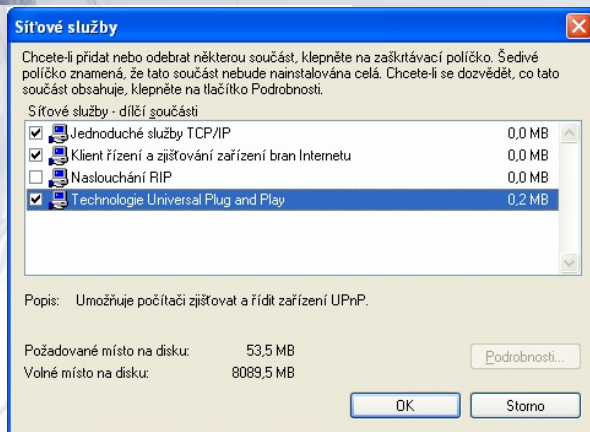 Síťové služby
Chcete-li přidat nebo odebrat některou součást, klepněte na zaškrtávací políčko. Šedivé
políčko znamená, že tato součást nebude nainstalována celá. Chcete-li se dozvědět, co tato
součást obsahuje, klepněte na tlačítko Podrobnosti.
Síťové služby - dílčí součásti
Jednoduché služby TCP/IP 0,0 MB
Klient řízení a zjišťování zařízení bran Internetu 0,0 MB
Naslouchání RIP 0,0 MB
Technologie Universal Plug and Play 0,2 MB
Popis: Umožňuje počítači zjišťovat a řídit zařízení UPnP.
Požadované místo na disku: 53,5 MB
Volné místo na disku: 8089,5 MB
Podrobnosti...
OK Storno